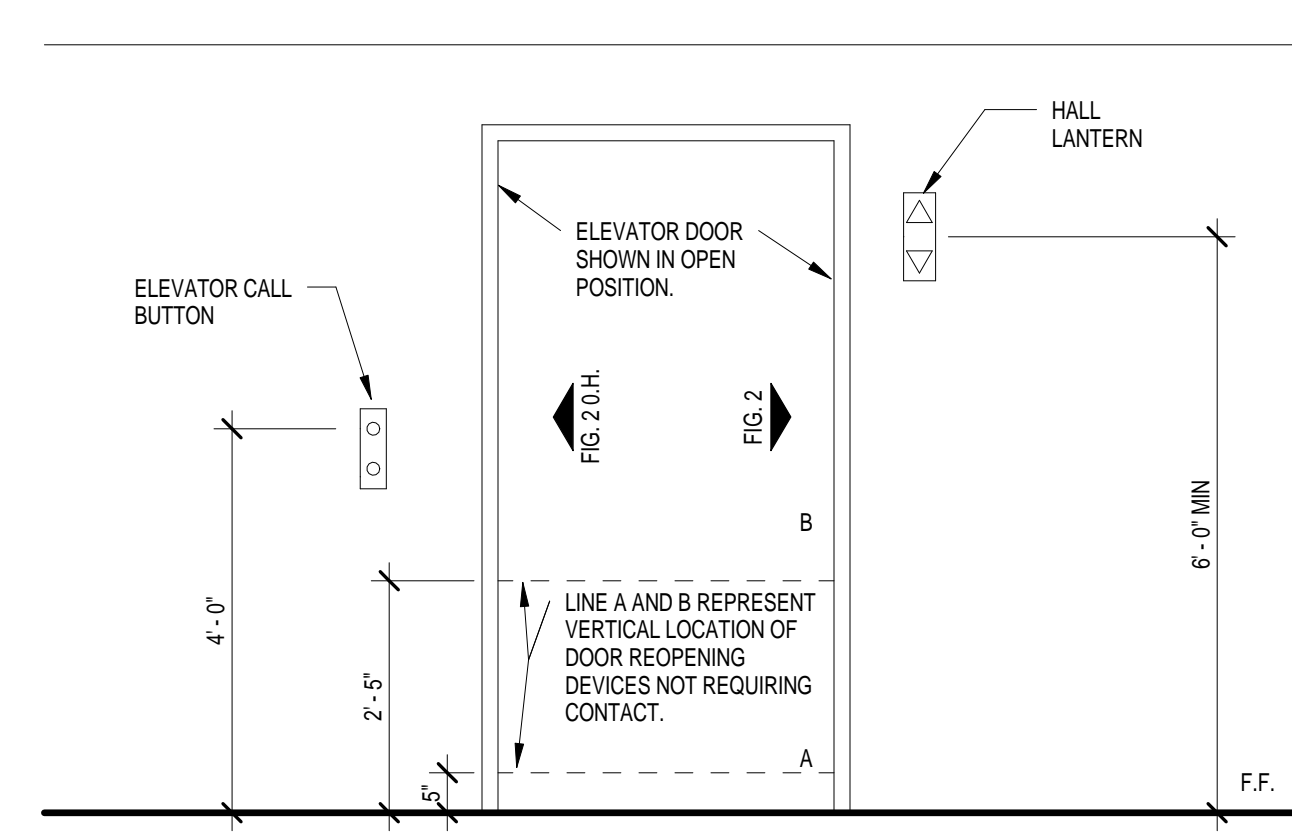 HALL
LANTERN
ELEVATOR DOOR
SHOWN IN OPEN
POSITION.
ELEVATOR CALL
BUTTON
FIG. 2 0.H.
FIG. 2
B
6' - 0" MIN
4' - 0"
2' - 5"
LINE A AND B REPRESENT
VERTICAL LOCATION OF
DOOR REOPENING
DEVICES NOT REQUIRING
CONTACT.
A
5"
F.F.